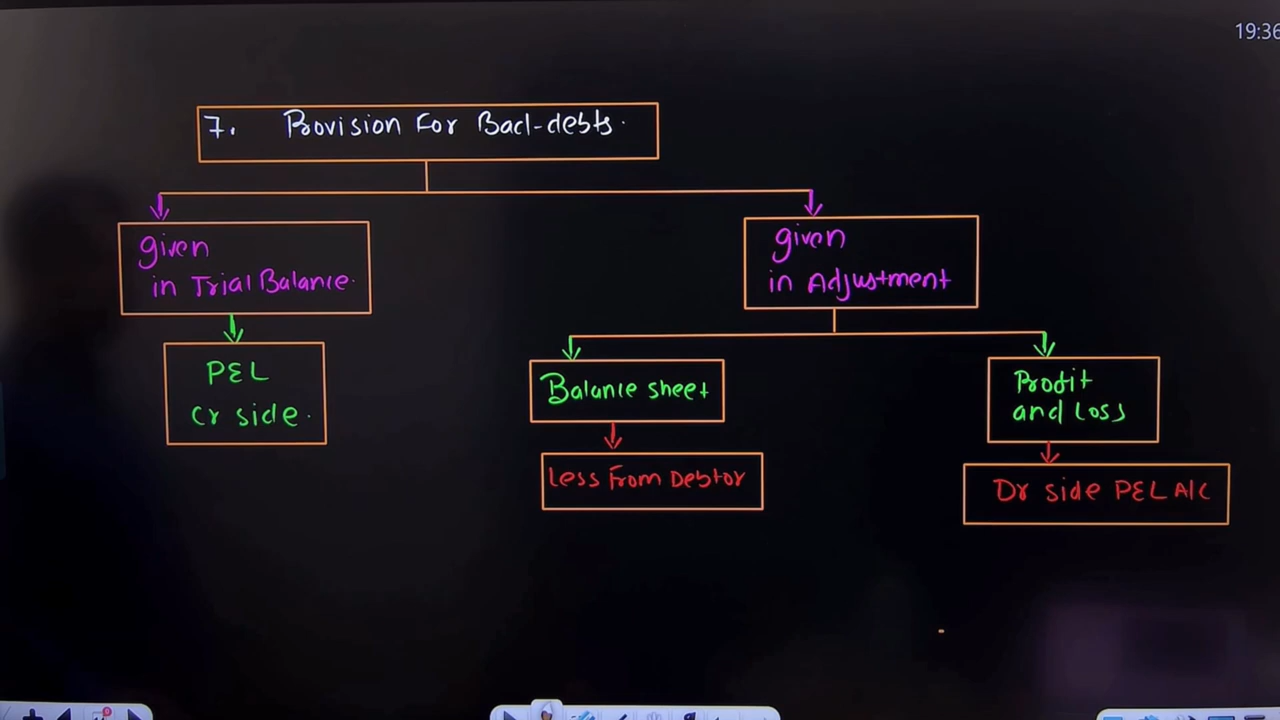 19:36
7. Provision For Bad-debts.
given
in Trial Balance.
given
in Adjustment
P&L
Cr side.
Balance sheet
Profit
and Loss
Less From Debtor
Dr side P&L A/C